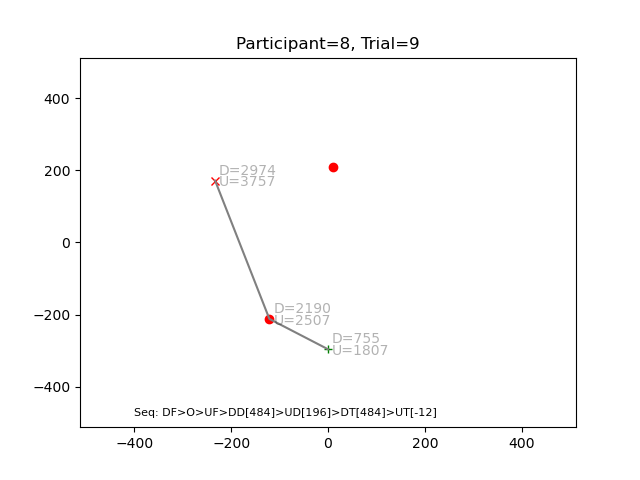 Participant=8, Trial=9
400
200
0
−200
−400
D=2974
U=3757
D=2190
U=2507
D=755
U=1807
Seq: DF>O>UF>DD[484]>UD[196]>DT[484]>UT[-12]
−400
−200
0
200
400